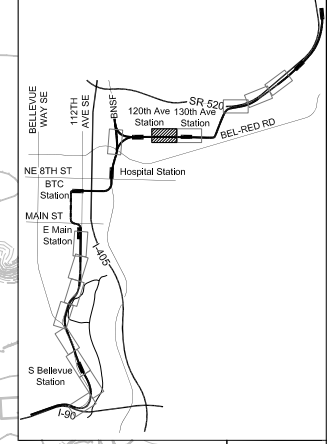 BELLEVUE
WAY SE
112TH
AVE SE
BNSF
SR 520
120th Ave
Station
130th Ave
Station
BEL-RED RD
NE 8TH ST
Hospital Station
BTC
Station
MAIN ST
E Main
Station
I-405
S Bellevue
Station
I-90